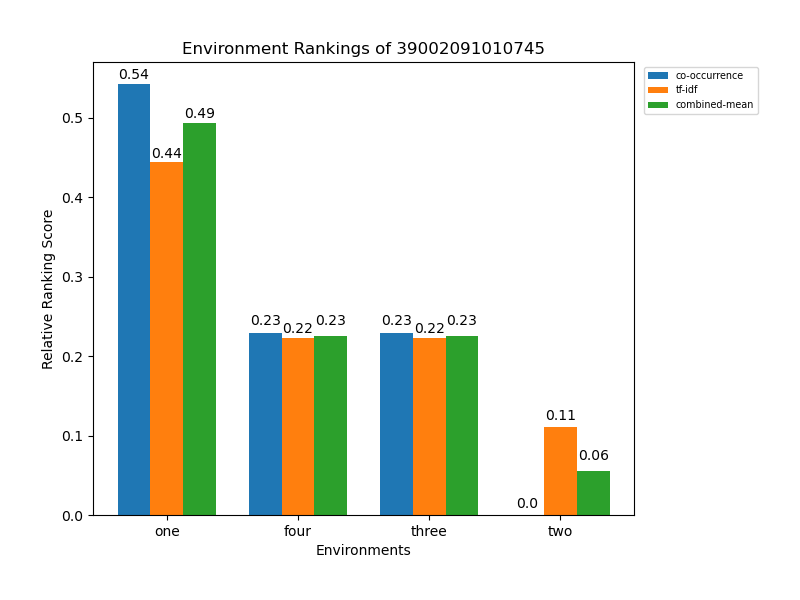 Environment Rankings of 39002091010745
co-occurrence
tf-idf
combined-mean
Relative Ranking Score
0.5
0.4
0.3
0.2
0.1
0.0
0.54
0.44
0.49
0.23
0.22
0.23
0.23
0.22
0.23
0.0
0.11
0.06
one
four
three
two
Environments